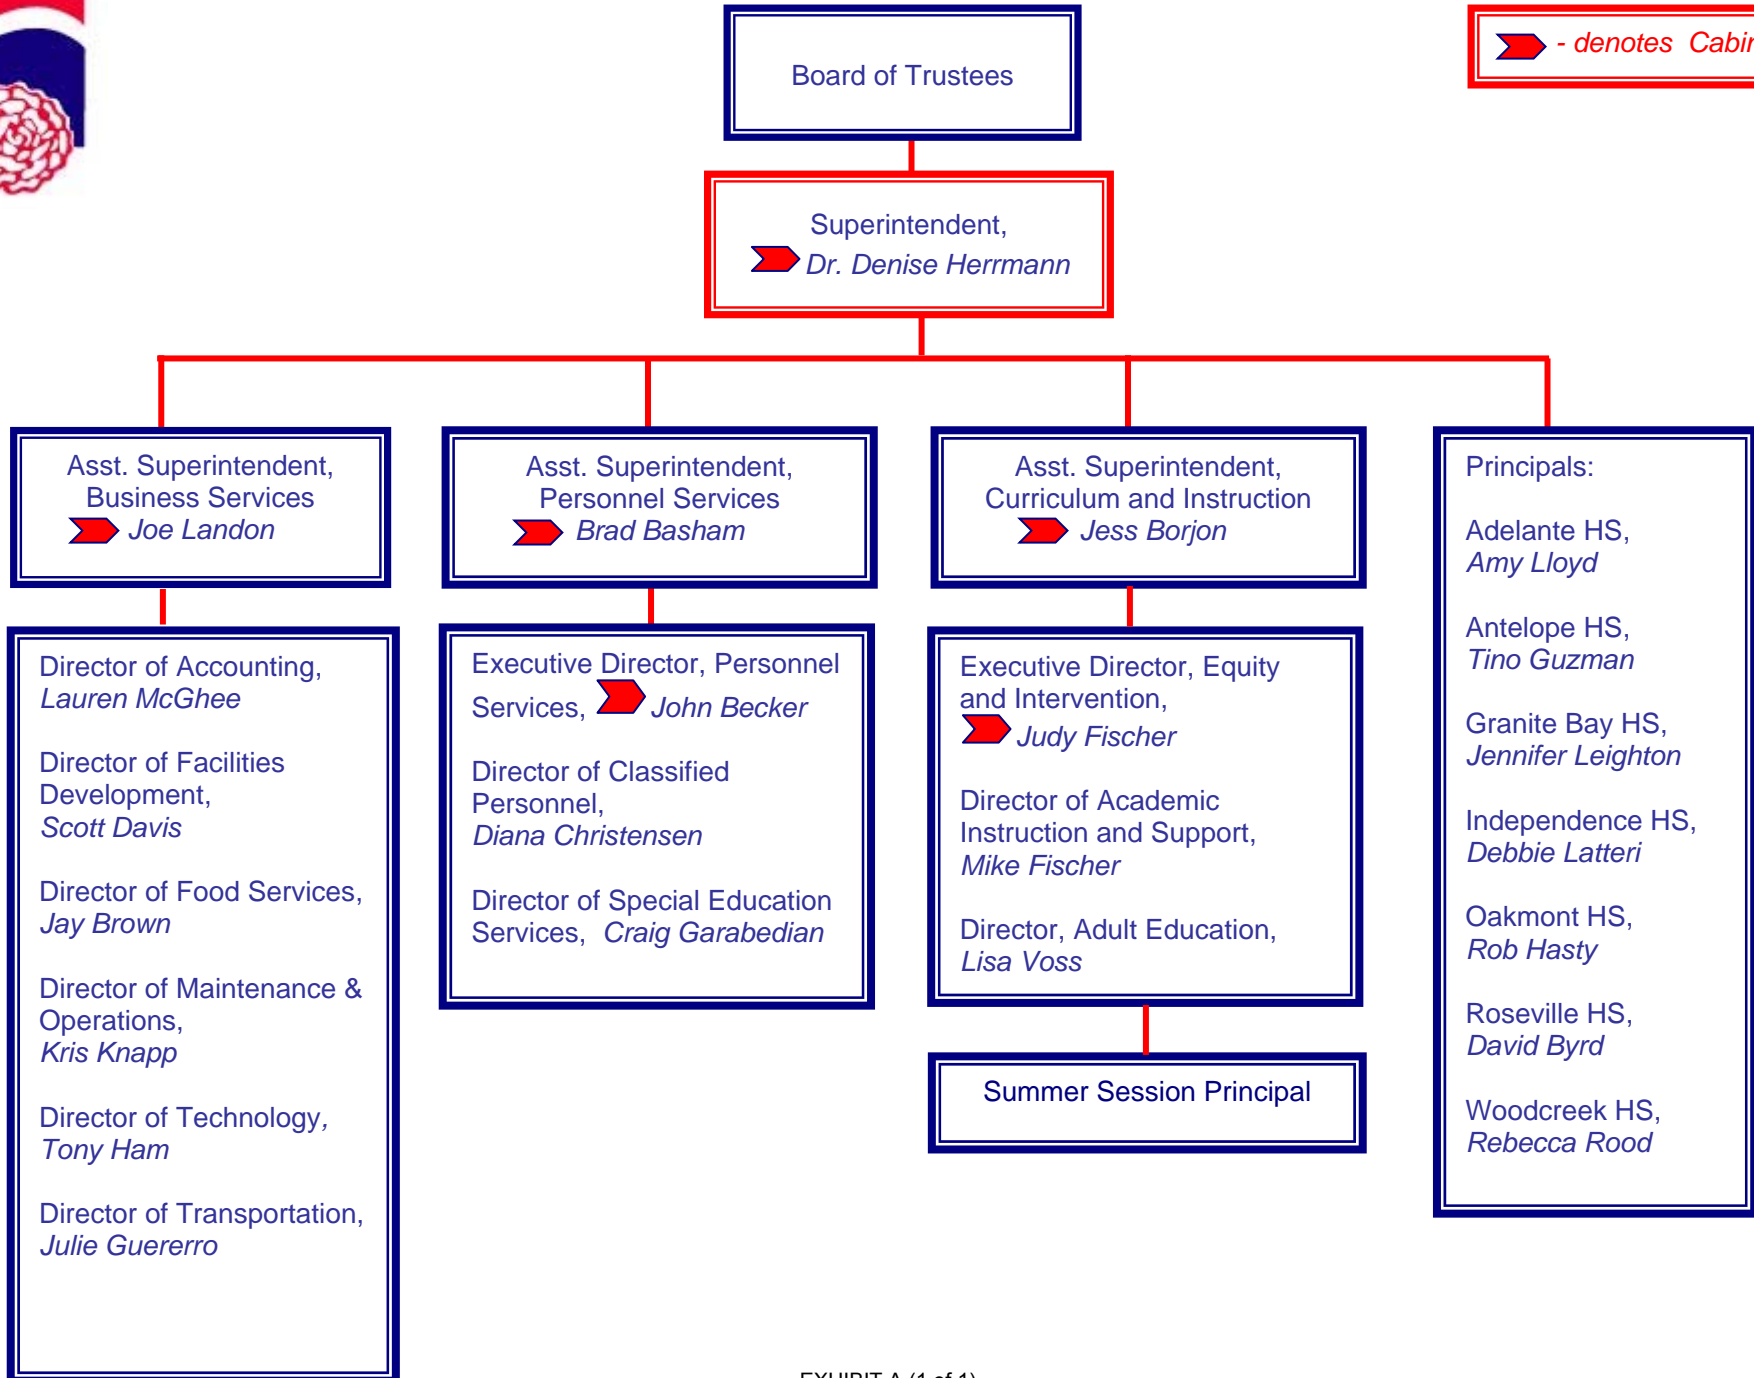 Board of Trustees
- denotes Cabin
Superintendent,
Dr. Denise Herrmann
Asst. Superintendent,
Business Services
Joe Landon
Asst. Superintendent,
Personnel Services
Brad Basham
Asst. Superintendent,
Curriculum and Instruction
Jess Borjon
Principals:
Adelante HS,
Amy Lloyd
Antelope HS,
Tino Guzman
Granite Bay HS,
Jennifer Leighton
Independence HS,
Debbie Latteri
Oakmont HS,
Rob Hasty
Roseville HS,
David Byrd
Woodcreek HS,
Rebecca Rood
Director of Accounting,
Lauren McGhee
Director of Facilities
Development,
Scott Davis
Director of Food Services,
Jay Brown
Director of Maintenance &
Operations,
Kris Knapp
Director of Technology,
Tony Ham
Director of Transportation,
Julie Guererro
Executive Director, Personnel
Services, John Becker
Director of Classified
Personnel,
Diana Christensen
Director of Special Education
Services, Craig Garabedian
Executive Director, Equity
and Intervention,
Judy Fischer
Director of Academic
Instruction and Support,
Mike Fischer
Director, Adult Education,
Lisa Voss
Summer Session Principal
EXHIBIT A (1 of 1)